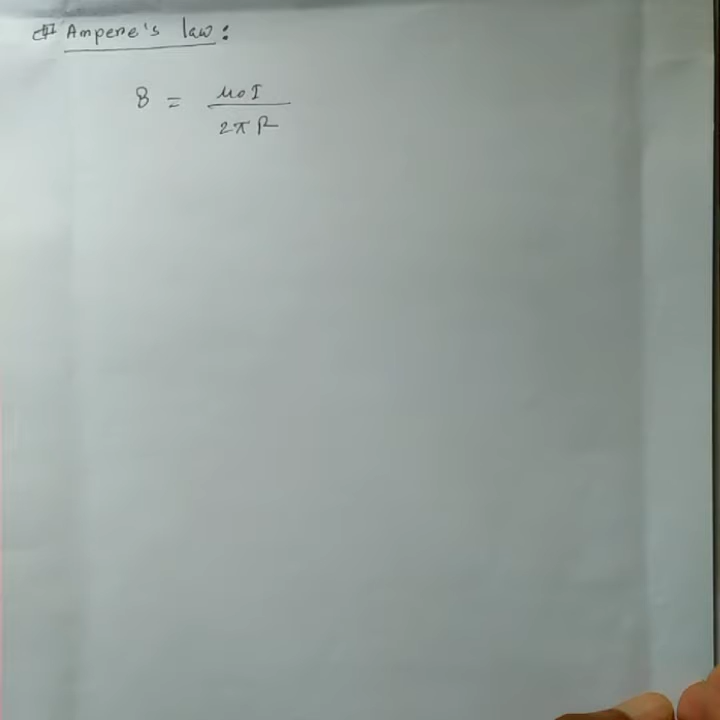 # Ampere's law:
B = μ₀I / 2πR